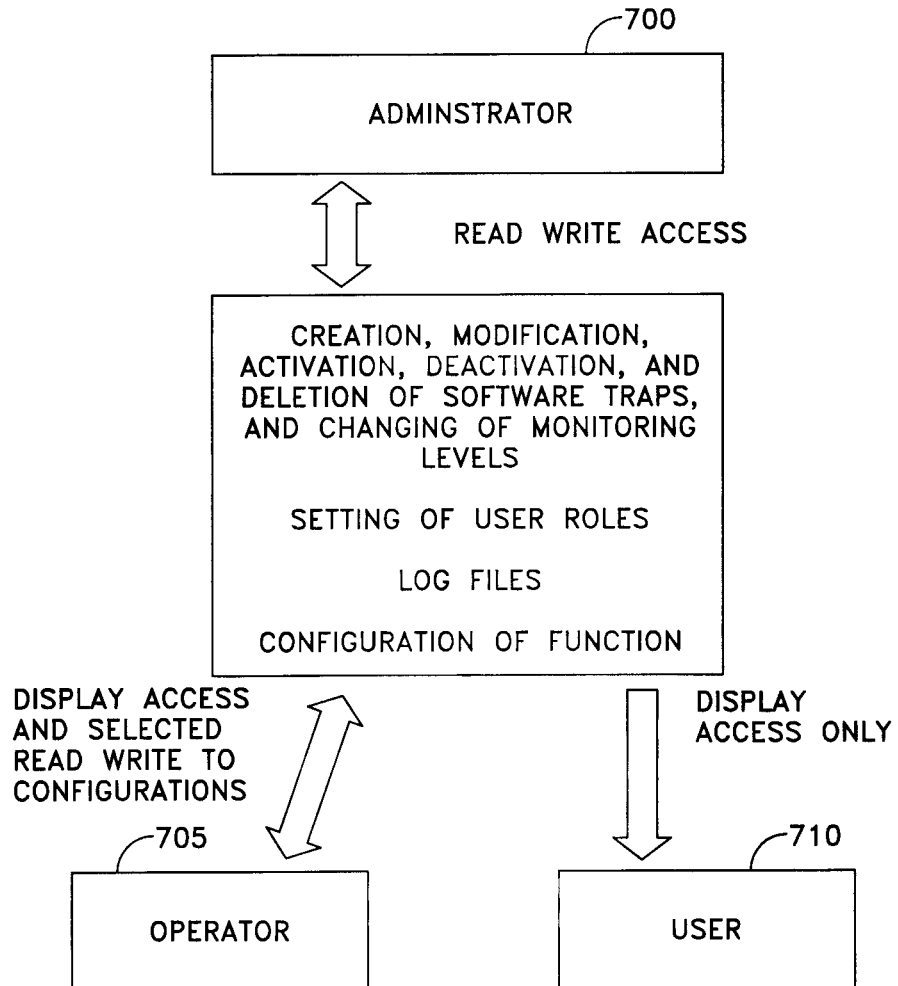 700
ADMINSTRATOR
READ WRITE ACCESS
CREATION, MODIFICATION,
ACTIVATION, DEACTIVATION, AND
DELETION OF SOFTWARE TRAPS,
AND CHANGING OF MONITORING
LEVELS
SETTING OF USER ROLES
LOG FILES
CONFIGURATION OF FUNCTION
DISPLAY ACCESS
AND SELECTED
READ WRITE TO
CONFIGURATIONS
DISPLAY
ACCESS ONLY
705
OPERATOR
710
USER